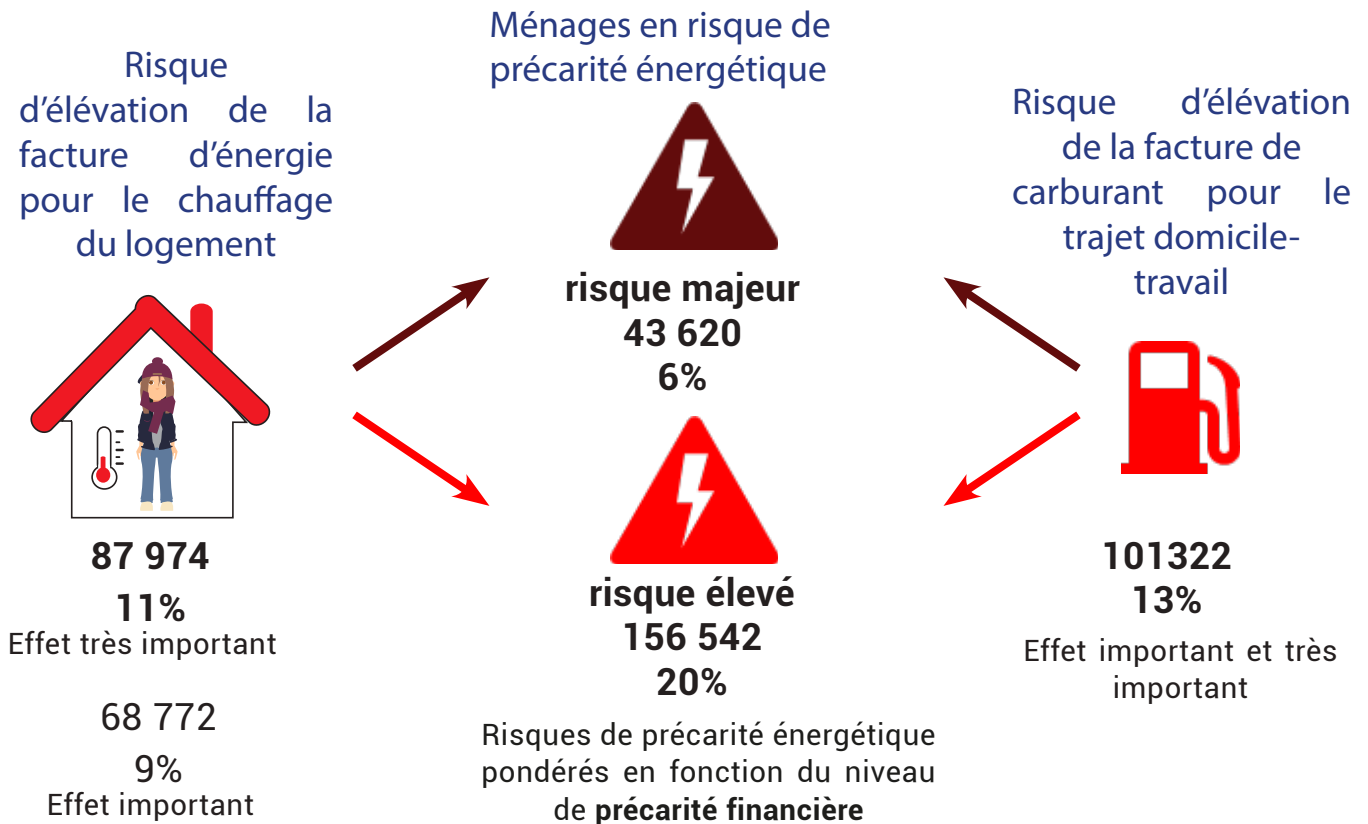 Risque
d'élévation de la
facture d'énergie
pour le chauffage
du logement
87 974
11%
Effet très important
68 772
9%
Effet important
Ménages en risque de
précarité énergétique
risque majeur
43 620
6%
risque élevé
156 542
20%
Risques de précarité énergétique
pondérés en fonction du niveau
de précarité financière
Risque d'élévation
de la facture de
carburant pour le
trajet domicile-
travail
101322
13%
Effet important et très
important